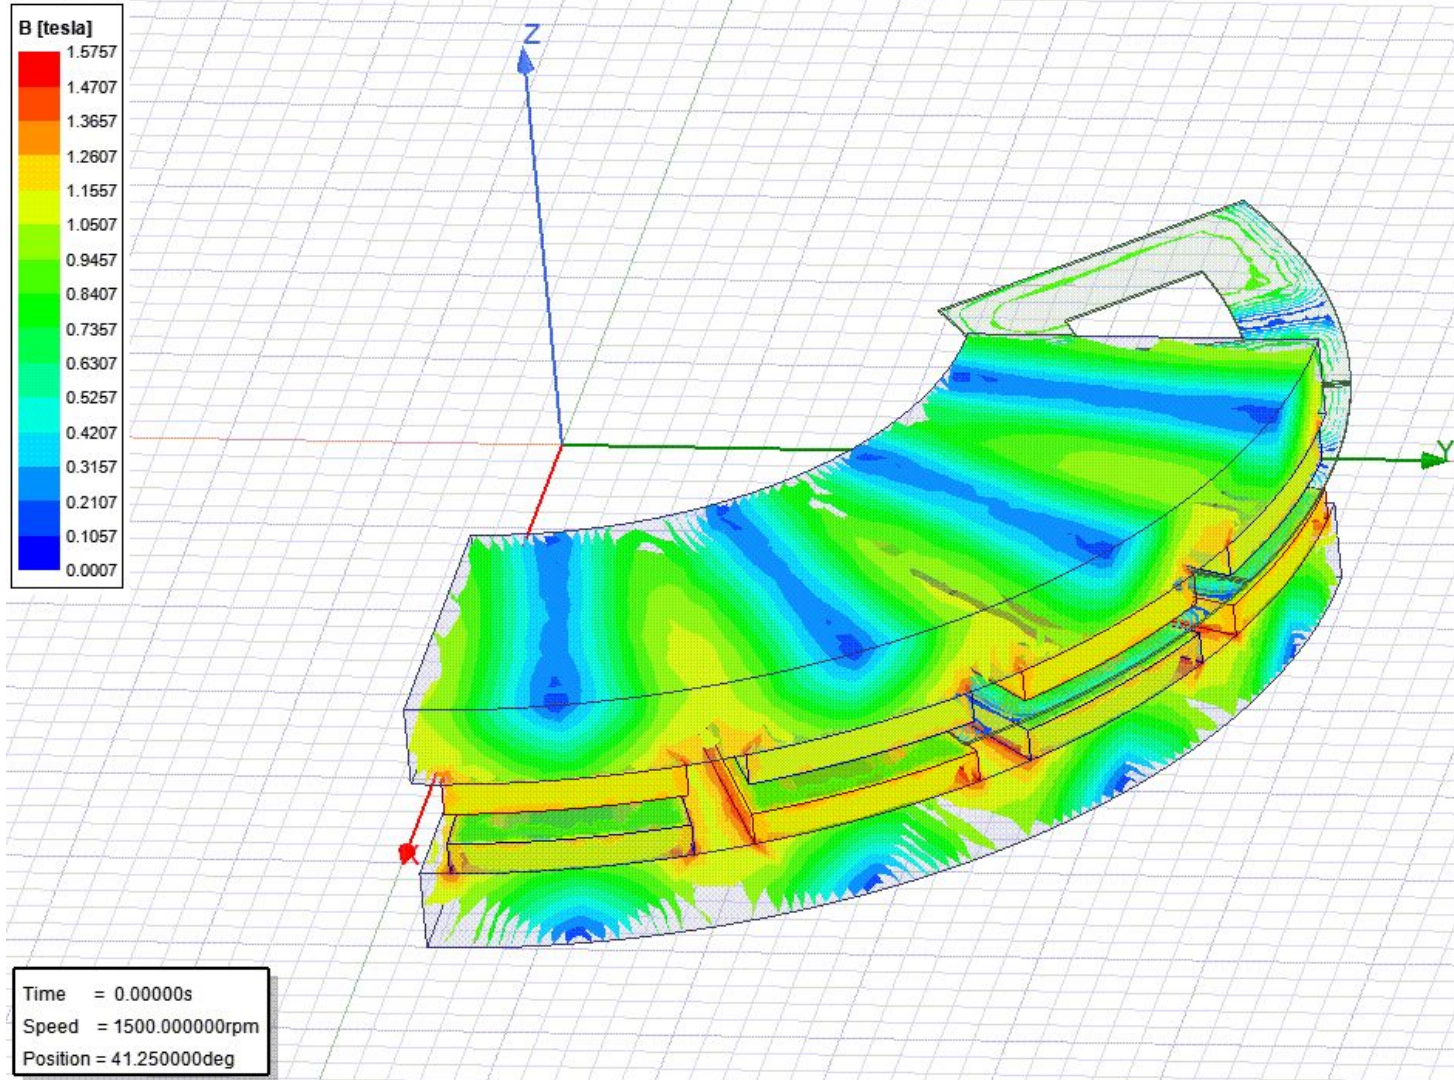 B [tesla]
1.5757
1.4707
1.3657
1.2607
1.1557
1.0507
0.9457
0.8407
0.7357
0.6307
0.5257
0.4207
0.3157
0.2107
0.1057
0.0007
Z
Y
X
Time = 0.00000s
Speed = 1500.000000rpm
Position = 41.250000deg